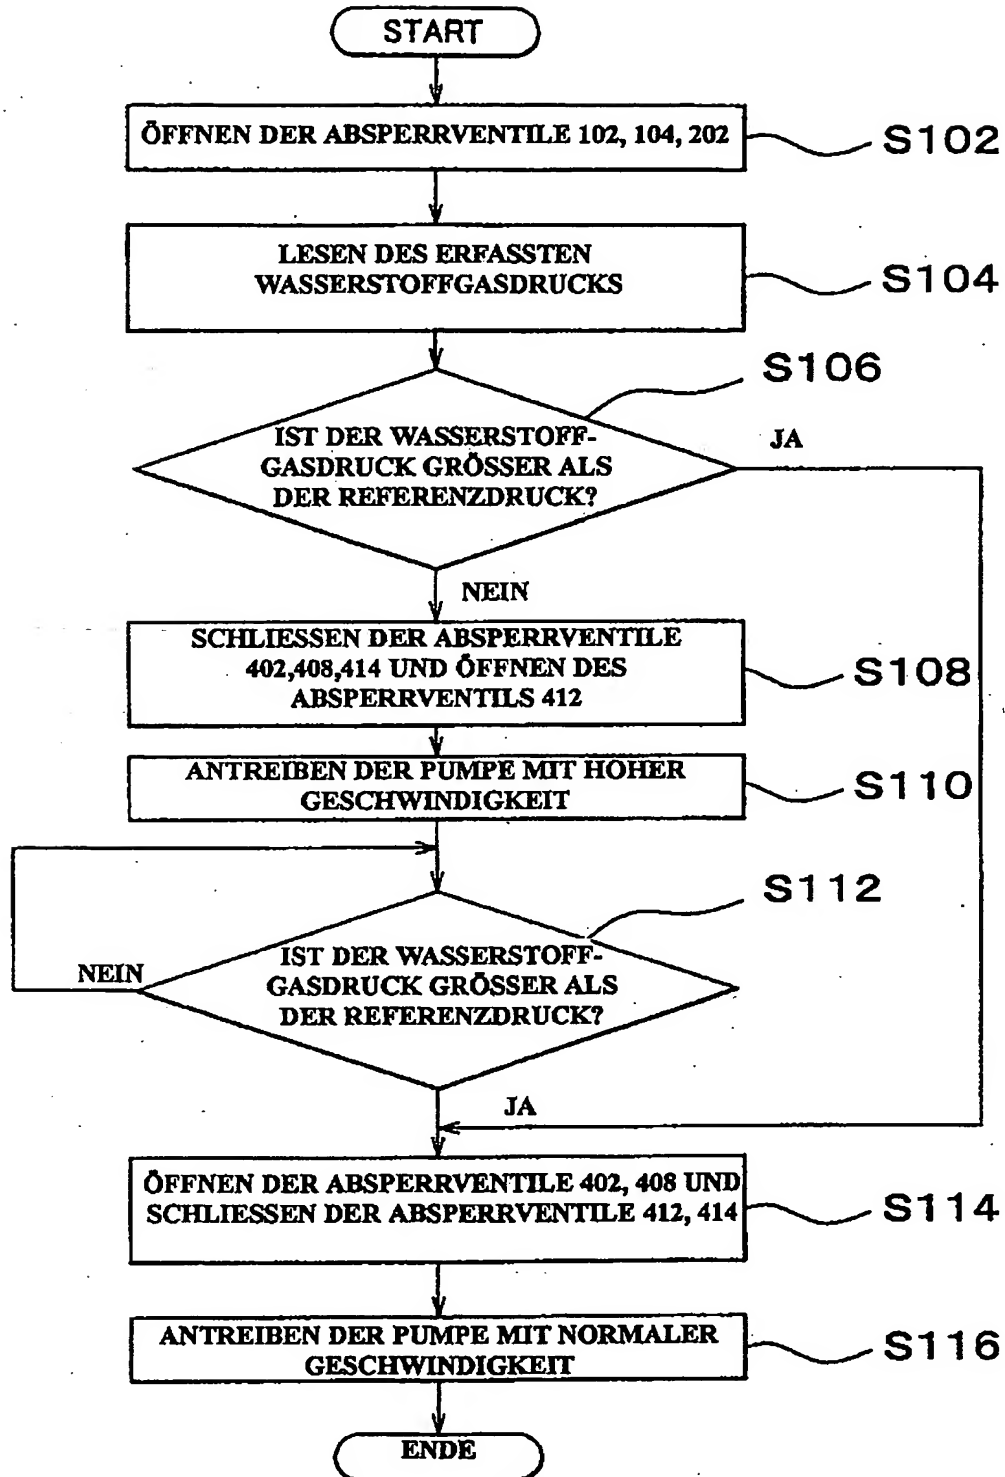 START
ÖFFNEN DER ABSPERRVENTILE 102, 104, 202
S102
LESEN DES ERFASSTEN
WASSERSTOFFGASDRUCKS
S104
S106
IST DER WASSERSTOFF-
GASDRUCK GRÖSSER ALS
DER REFERENZDRUCK?
JA
NEIN
SCHLIESSEN DER ABSPERRVENTILE
402,408,414 UND ÖFFNEN DES
ABSPERRVENTILS 412
S108
ANTREIBEN DER PUMPE MIT HOHER
GESCHWINDIGKEIT
S110
S112
IST DER WASSERSTOFF-
GASDRUCK GRÖSSER ALS
DER REFERENZDRUCK?
NEIN
JA
ÖFFNEN DER ABSPERRVENTILE 402, 408 UND
SCHLIESSEN DER ABSPERRVENTILE 412, 414
S114
ANTREIBEN DER PUMPE MIT NORMALER
GESCHWINDIGKEIT
S116
ENDE